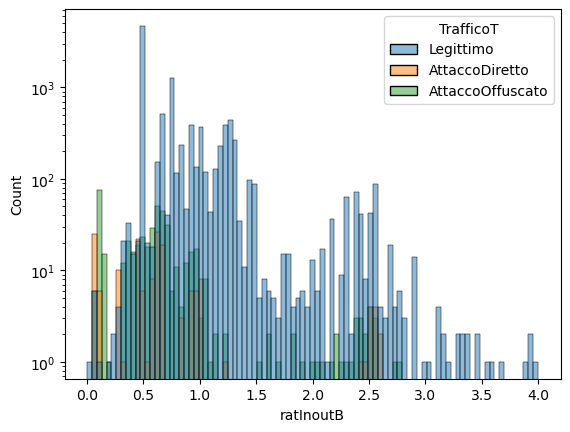 TrafficoT
Legittimo
AttaccoDiretto
AttaccoOffuscato
Count
10³
10²
10¹
10⁰
0.0 0.5 1.0 1.5 2.0 2.5 3.0 3.5 4.0
ratInoutB